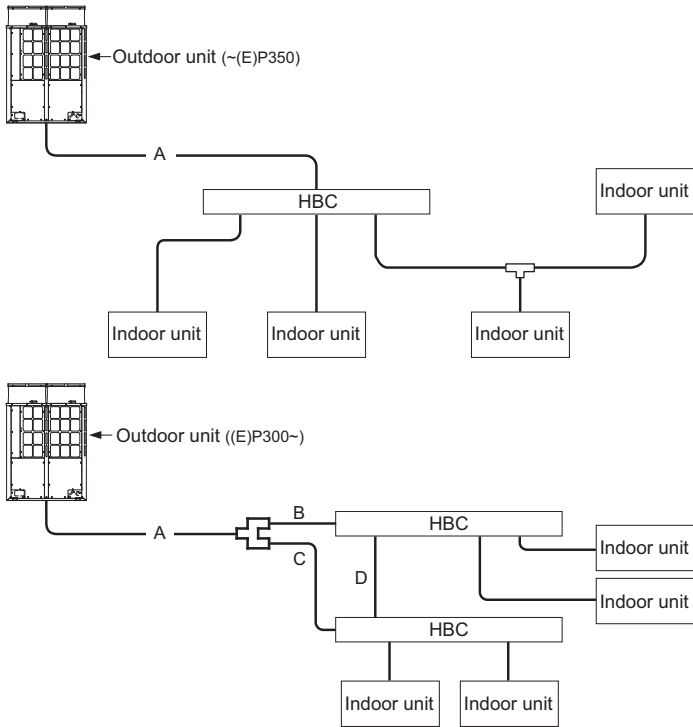 Outdoor unit (~(E)P350)
A
HBC
Indoor unit
Indoor unit
Indoor unit
Indoor unit
Outdoor unit ((E)P300~)
A
B
C
D
HBC
HBC
Indoor unit
Indoor unit
Indoor unit
Indoor unit